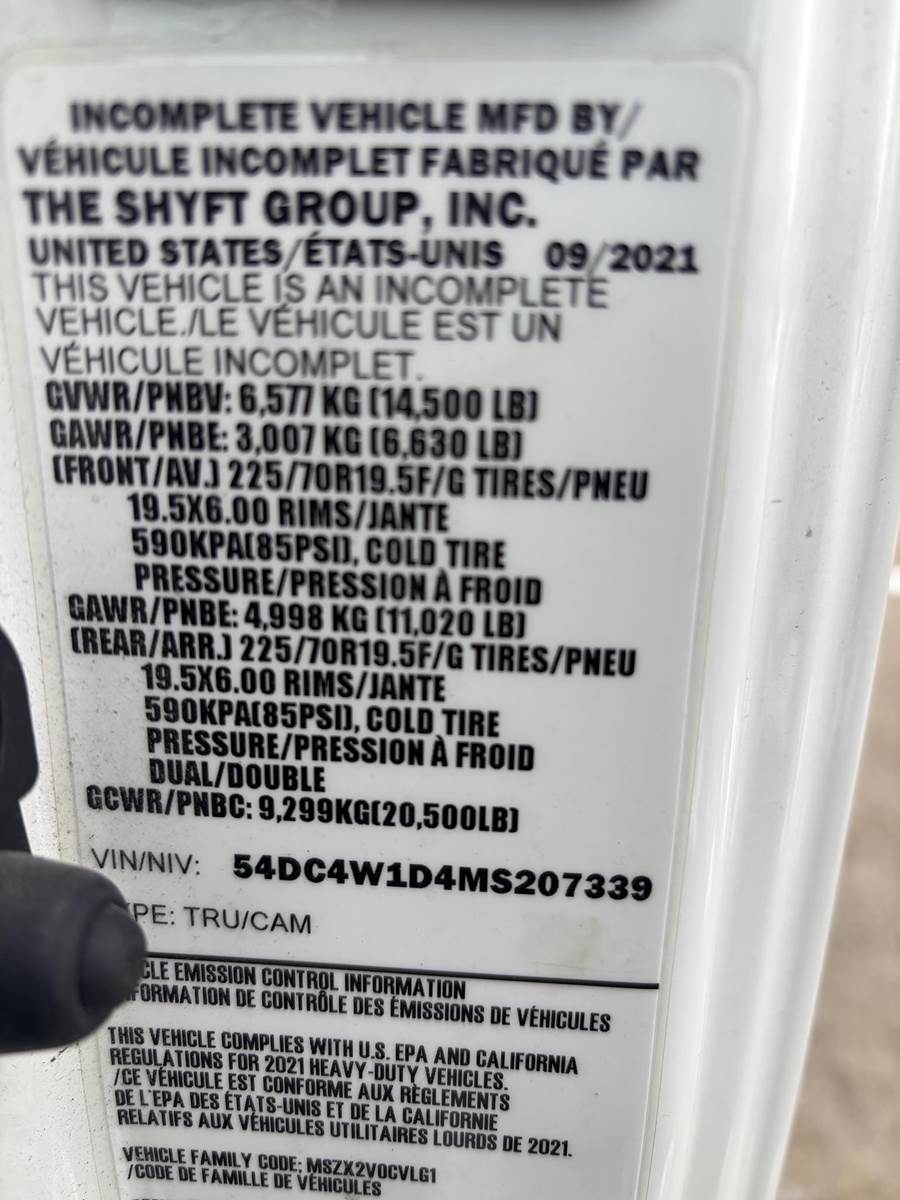 INCOMPLETE VEHICLE MFD BY/
VÉHICULE INCOMPLET FABRIQUÉ PAR
THE SHYFT GROUP, INC.
UNITED STATES/ÉTATS-UNIS 09/2021
THIS VEHICLE IS AN INCOMPLETE
VEHICLE./LE VÉHICULE EST UN
VÉHICULE INCOMPLET.
GVWR/PNBV: 6,577 KG (14,500 LB)
GAWR/PNBE: 3,007 KG (6,630 LB)
(FRONT/AV.) 225/70R19.5F/G TIRES/PNEU
19.5X6.00 RIMS/JANTE
590KPA(85PSI), COLD TIRE
PRESSURE/PRESSION À FROID
GAWR/PNBE: 4,998 KG (11,020 LB)
(REAR/ARR.) 225/70R19.5F/G TIRES/PNEU
19.5X6.00 RIMS/JANTE
590KPA(85PSI), COLD TIRE
PRESSURE/PRESSION À FROID
DUAL/DOUBLE
GCWR/PNBC: 9,299KG(20,500LB)
VIN/NIV: 54DC4W1D4MS207339
PE: TRU/CAM
CLE EMISSION CONTROL INFORMATION
FORMATION DE CONTRÔLE DES ÉMISSIONS DE VÉHICULES
THIS VEHICLE COMPLIES WITH U.S. EPA AND CALIFORNIA
REGULATIONS FOR 2021 HEAVY-DUTY VEHICLES.
/CE VÉHICULE EST CONFORME AUX RÈGLEMENTS
DE L'EPA DES ÉTATS-UNIS ET DE LA CALIFORNIE
RELATIFS AUX VÉHICULES UTILITAIRES LOURDS DE 2021.
VEHICLE FAMILY CODE: MSZX2VOCVLG1
/CODE DE FAMILLE DE VÉHICULES